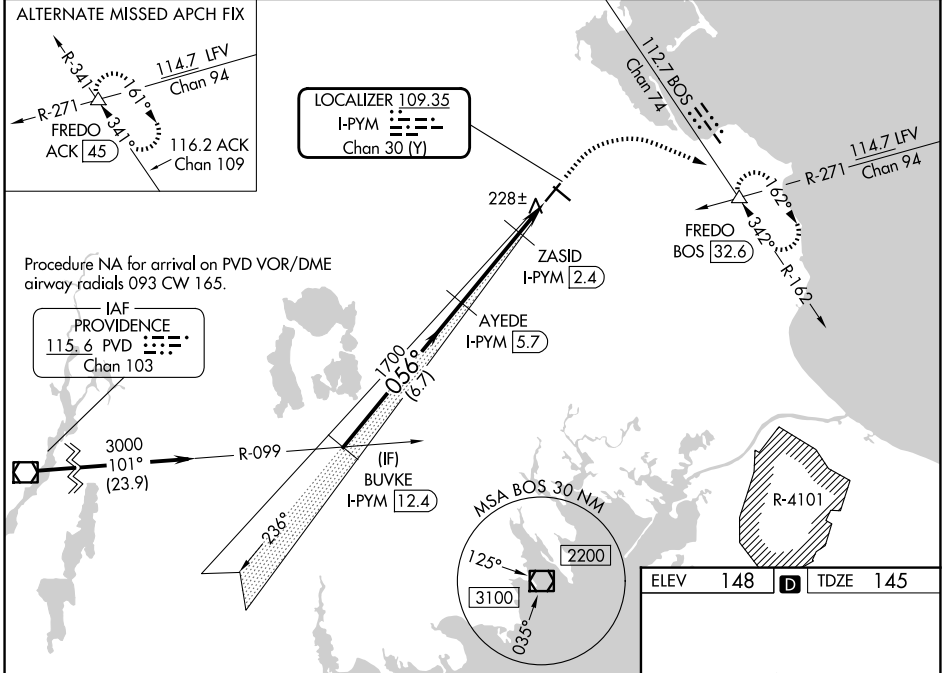 ALTERNATE MISSED APCH FIX
R-341
114.7 LFV
Chan 94
161°
R-271
FREDO
ACK 45
341°
116.2 ACK
Chan 109
LOCALIZER 109.35
I-PYM
Chan 30 (Y)
112.7 BOS
Chan 74
R-271
114.7 LFV
Chan 94
162°
FREDO
BOS 32.6
342°
R-162
228±
ZASID
I-PYM 2.4
AYEDE
I-PYM 5.7
Procedure NA for arrival on PVD VOR/DME
airway radials 093 CW 165.
IAF
PROVIDENCE
115.6 PVD
Chan 103
1700
056°
(6.7)
3000
101°
(23.9)
R-099
(IF)
BUVKE
I-PYM 12.4
236°
MSA BOS 30 NM
125°
2200
3100
035°
R-4101
ELEV 148 D TDZE 145